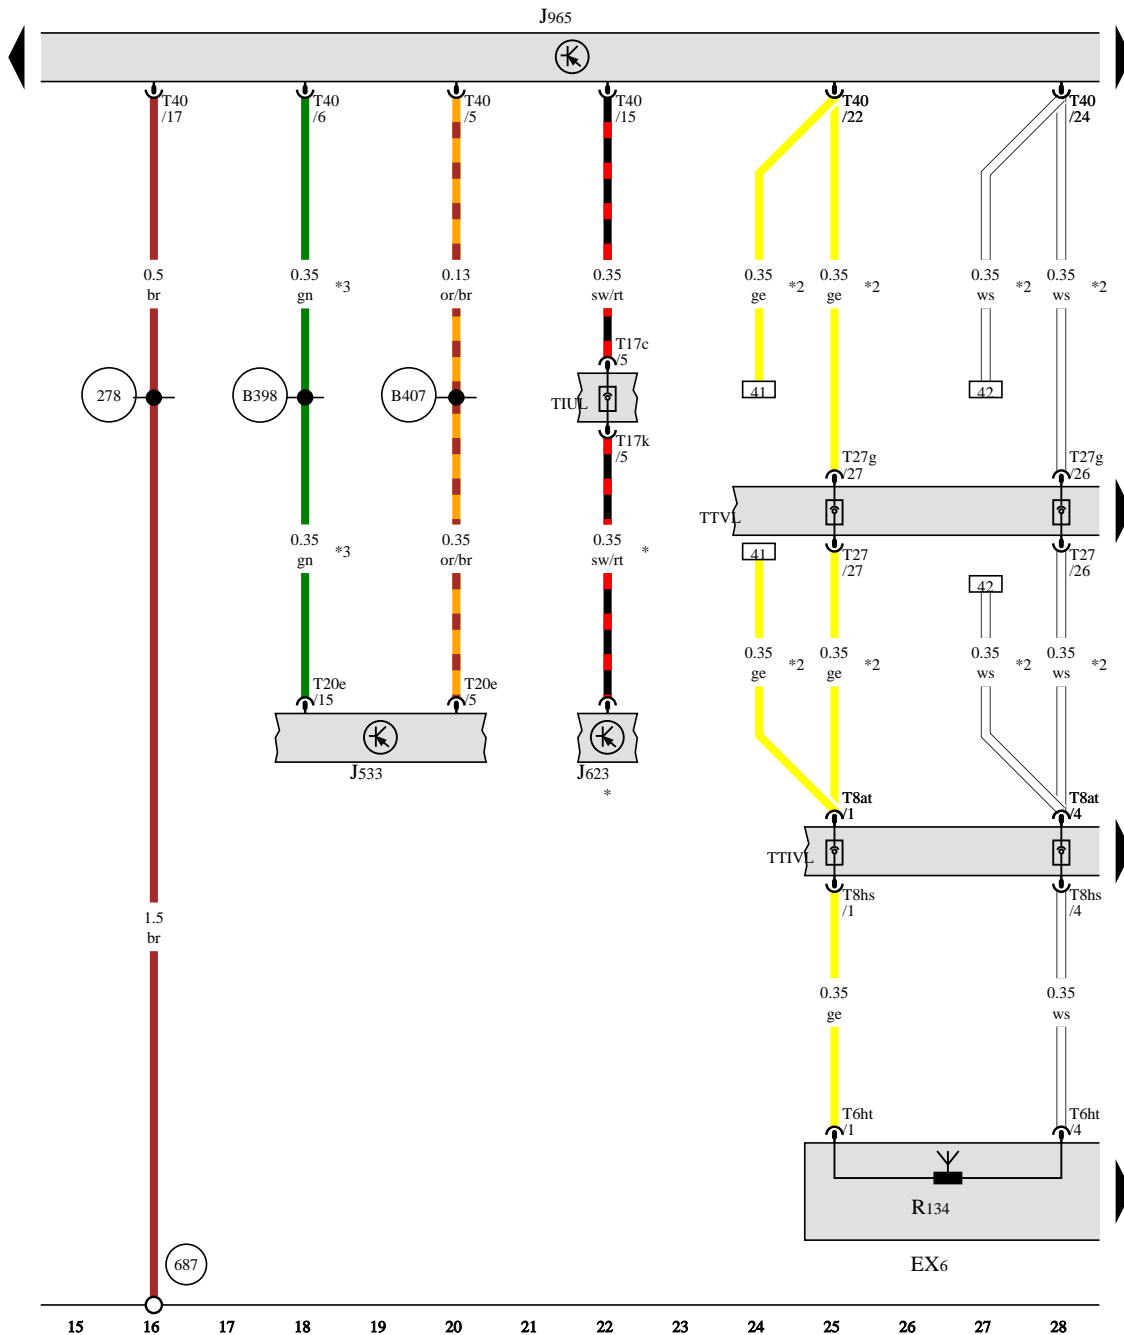 J965
T40 T40 T40 T40 T40 T40
/17 /6 /5 /15 /22 /24
0.5 0.35 0.13 0.35 0.35 0.35 0.35 0.35
br gn *3 or/br sw/rt ge *2 ge *2 ws *2 ws *2
T17c
/5
278 B398 B407 41 42
TIUL
T17k
/5
T27g T27g
/27 /26
TTVL
0.35 0.35 0.35
gn *3 or/br sw/rt *
41 T27 T27
/27 /26
42
0.35 0.35 0.35 0.35
ge *2 ge *2 ws *2 ws *2
T20e T20e
/15 /5
J533 J623
*
T8at T8at
/1 /4
TTIVL
T8hs T8hs
/1 /4
1.5
br
0.35 0.35
ge ws
T6ht T6ht
/1 /4
R134
687
EX6
15 16 17 18 19 20 21 22 23 24 25 26 27 28